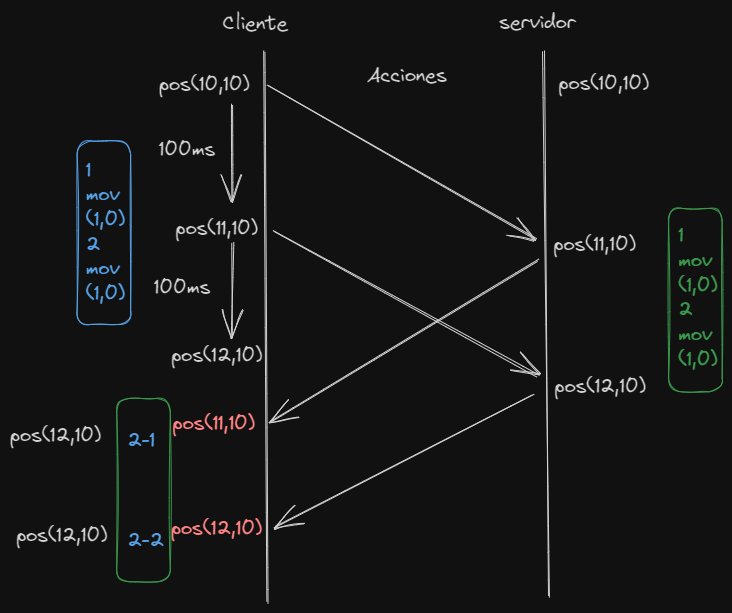 Cliente
servidor
Acciones
pos(10,10)
pos(10,10)
100ms
1
mov
(1,0)
2
mov
(1,0)
pos(11,10)
100ms
pos(12,10)
pos(11,10)
1
mov
(1,0)
2
mov
(1,0)
pos(12,10)
pos(12,10)
2-1
pos(11,10)
pos(12,10)
2-2
pos(12,10)